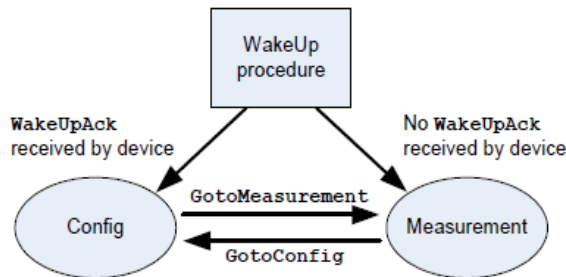 WakeUp
procedure
WakeUpAck
received by device
No WakeUpAck
received by device
GotoMeasurement
Config
Measurement
GotoConfig